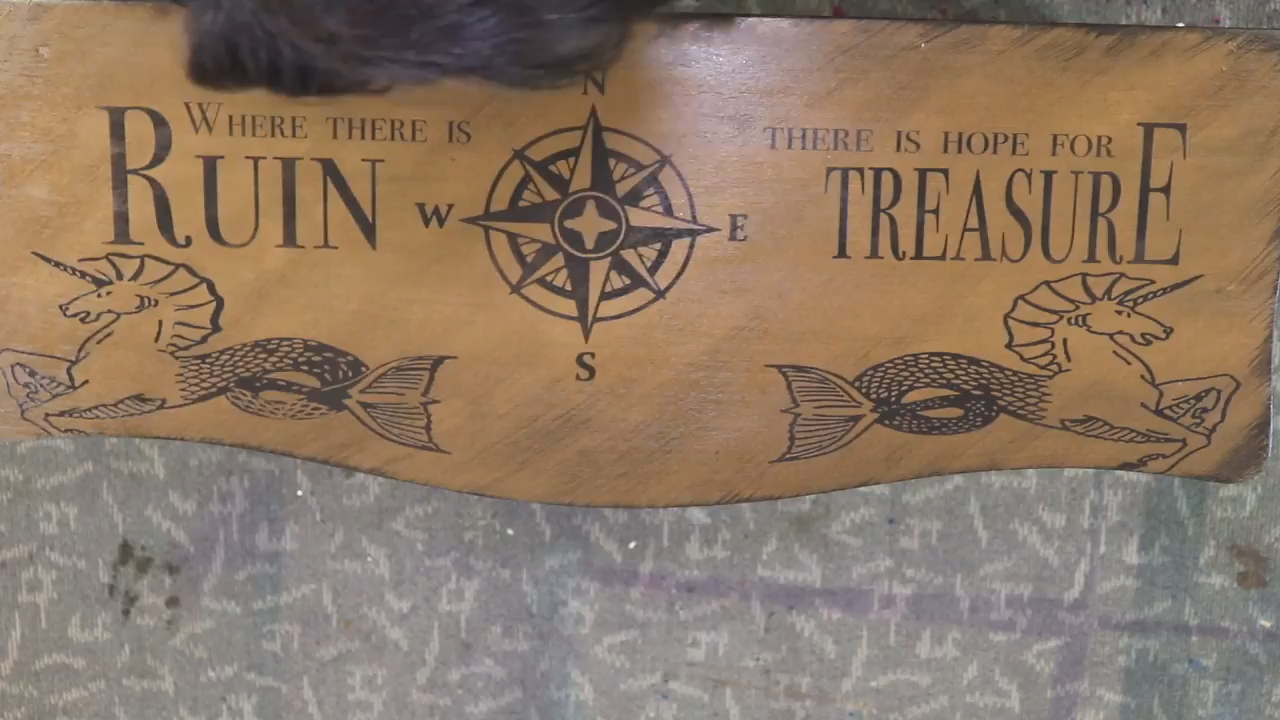 WHERE THERE IS
RUIN
N
W
E
S
THERE IS HOPE FOR
TREASURE